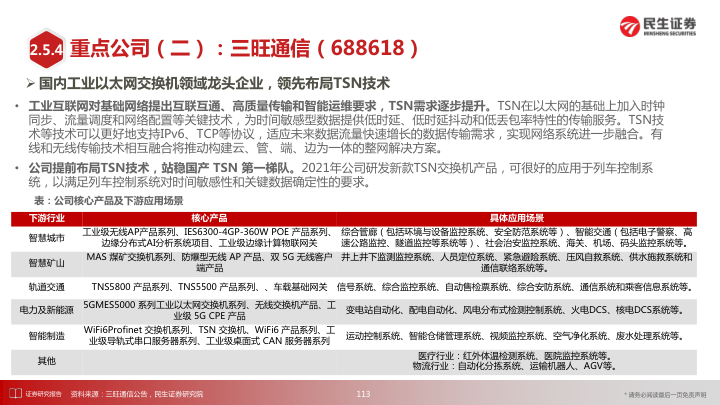 民生证券
MINSHENG SECURITIES
2.5.4 重点公司（二）：三旺通信（688618）
➢ 国内工业以太网交换机领域龙头企业，领先布局TSN技术
• 工业互联网对基础网络提出互联互通、高质量传输和智能运维要求，TSN需求逐步提升。TSN在以太网的基础上加入时钟
同步、流量调度和网络配置等关键技术，为时间敏感型数据提供低时延、低时延抖动和低丢包率特性的传输服务。TSN技
术等技术可以更好地支持IPv6、TCP等协议，适应未来数据流量快速增长的数据传输需求，实现网络系统进一步融合。有
线和无线传输技术相互融合将推动构建云、管、端、边为一体的整网解决方案。
• 公司提前布局TSN技术，站稳国产 TSN 第一梯队。2021年公司研发新款TSN交换机产品，可很好的应用于列车控制系
统，以满足列车控制系统对时间敏感性和关键数据确定性的要求。
表：公司核心产品及下游应用场景
下游行业 核心产品 具体应用场景
智慧城市 工业级无线AP产品系列、IES6300-4GP-360W POE 产品系列、 综合管廊（包括环境与设备监控系统、安全防范系统等）、智能交通（包括电子警察、高
边缘分布式AI分析系统项目、工业级边缘计算物联网关 速公路监控、隧道监控等系统等）、社会治安监控系统、海关、机场、码头监控系统等。
智慧矿山 MAS 煤矿交换机系列、防爆型无线 AP 产品、双 5G 无线客户 井上井下监测监控系统、人员定位系统、紧急避险系统、压风自救系统、供水施救系统和
端产品 通信联络系统等。
轨道交通 TNS5800 产品系列、TNS5500 产品系列、、车载基础网关 信号系统、综合监控系统、自动售检票系统、综合安防系统、通信系统和乘客信息系统等。
电力及新能源 5GMES5000 系列工业以太网交换机系列、无线交换机产品、工 变电站自动化、配电自动化、风电分布式检测控制系统、火电DCS、核电DCS系统等。
业级 5G CPE 产品
智能制造 WiFi6Profinet 交换机系列、TSN 交换机、WiFi6 产品系列、工 运动控制系统、智能仓储管理系统、视频监控系统、空气净化系统、废水处理系统等。
业级导轨式串口服务器系列、工业级桌面式 CAN 服务器系列
其他 医疗行业：红外体温检测系统、医院监控系统等。
物流行业：自动化分拣系统、运输机器人、AGV等。
证券研究报告 资料来源：三旺通信公告，民生证券研究院 113 * 请务必阅读最后一页免责声明